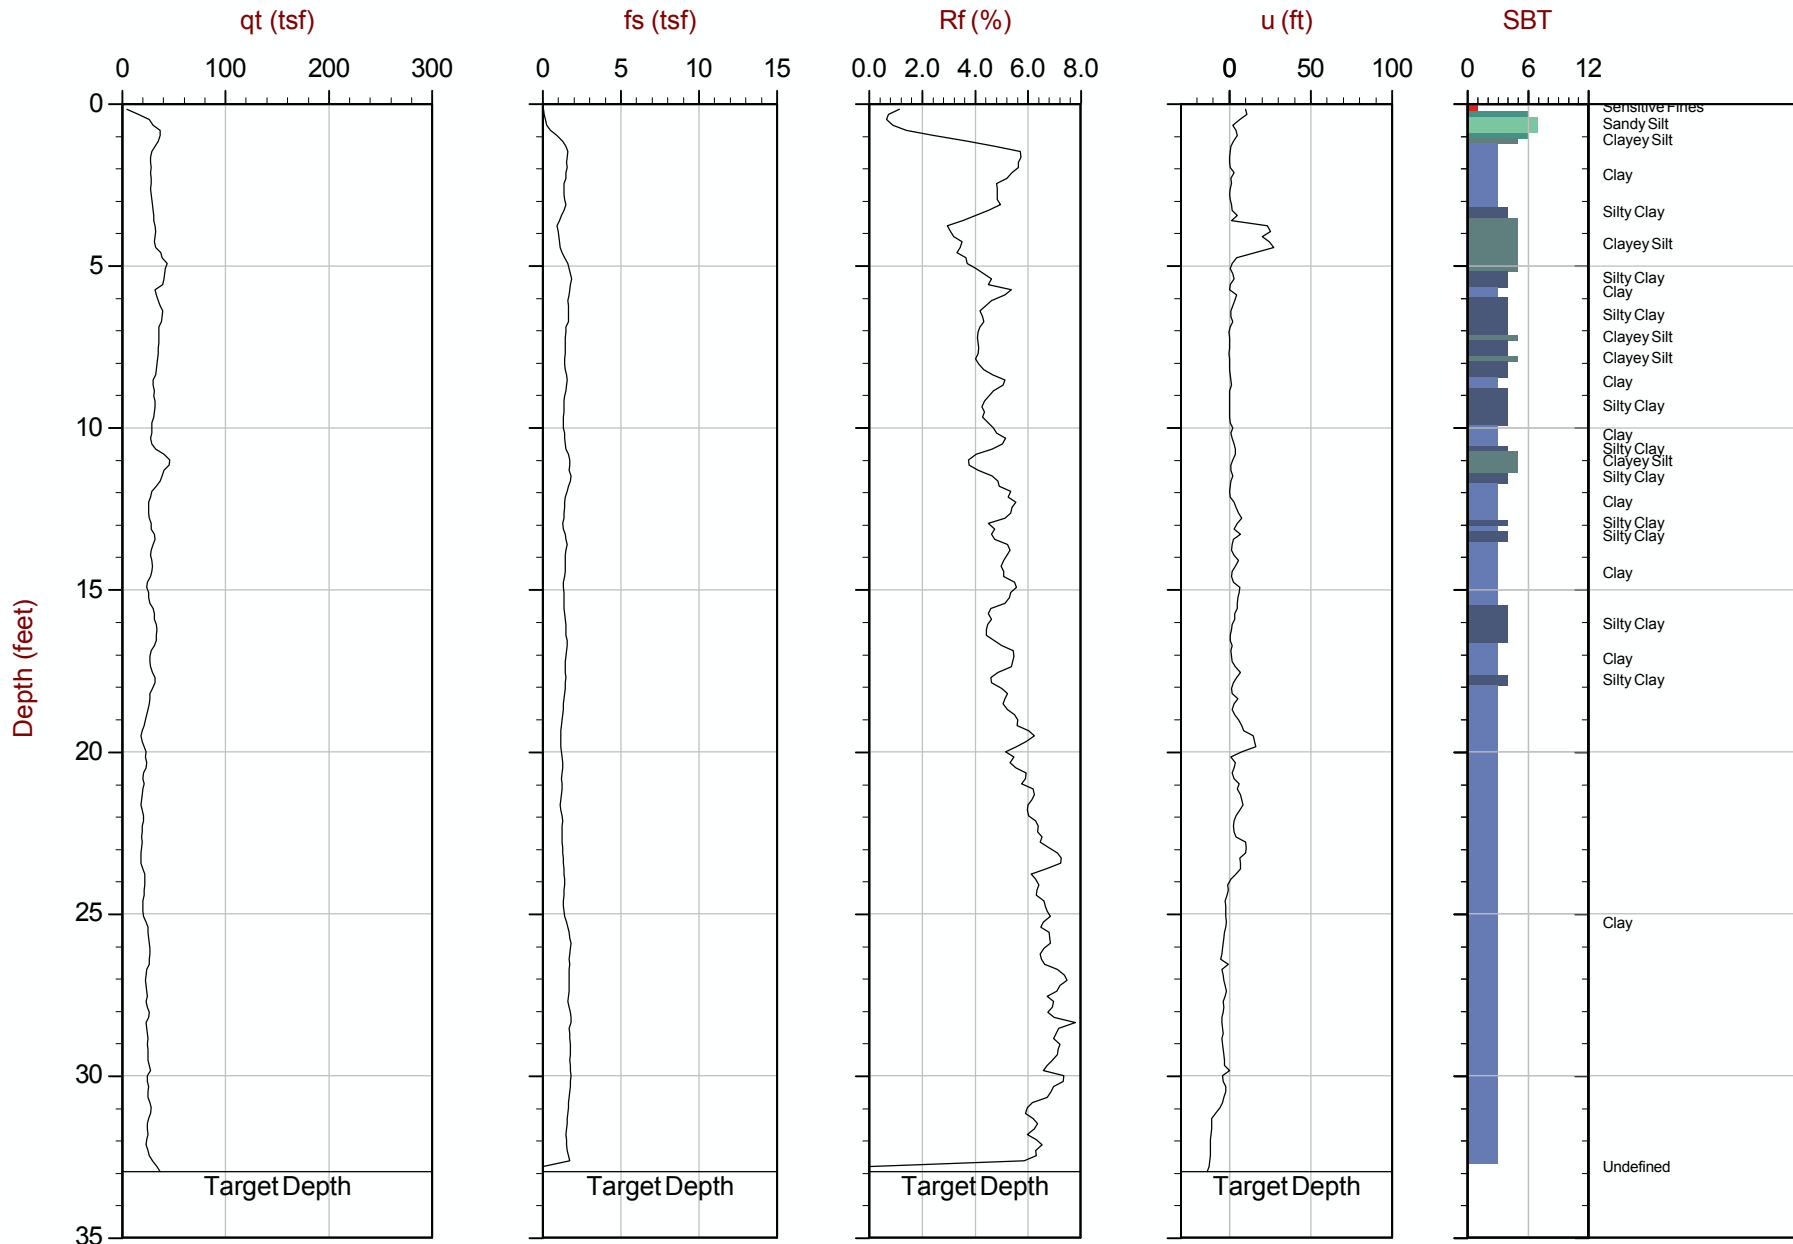 qt (tsf) fs (tsf) Rf (%) u (ft) SBT
0 100 200 300 0 5 10 15 0.0 2.0 4.0 6.0 8.0 0 50 100 0 6 12
0
Sensitive Fines
Sandy Silt
Clayey Silt
Clay
Silty Clay
Clayey Silt
5
Silty Clay
Clay
Silty Clay
Clayey Silt
Clayey Silt
Clay
Silty Clay
10
Clay
Silty Clay
Clayey Silt
Silty Clay
Clay
Silty Clay
Silty Clay
Clay
15
Silty Clay
Clay
Silty Clay
Depth (feet)
20
25
Clay
30
Undefined
Target Depth Target Depth Target Depth Target Depth
35